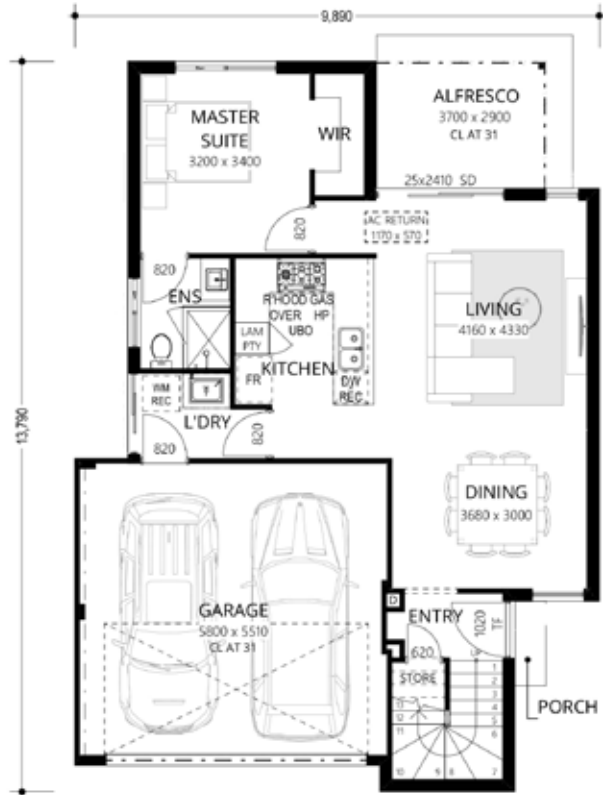 9,890
13,790
MASTER
SUITE
3200 x 3400
WIR
ALFRESCO
3700 x 2900
CL AT 31
25x2410 SD
AC RETURN
1170 x 570
820
820
ENS
R'HOOD GAS
OVER HP
UBO
LAM
PTY
KITCHEN
FR
D/W
REC
LIVING
4160 x 4330
WM
REC
L'DRY
820
820
DINING
3680 x 3000
GARAGE
5800 x 5510
CL AT 31
D
ENTRY
1020
TF
620
STORE
PORCH
1
2
3
4
5
6
7
8
9
10
11
12
13